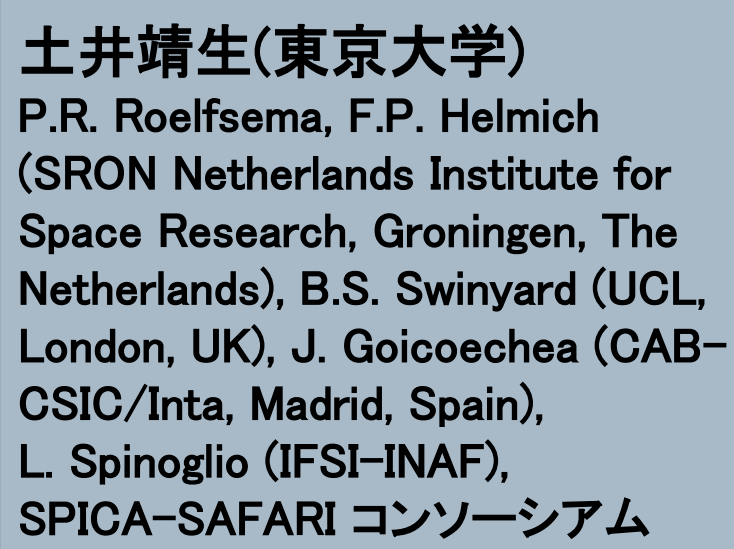 土井靖生(東京大学)
P.R. Roelfsema, F.P. Helmich
(SRON Netherlands Institute for
Space Research, Groningen, The
Netherlands), B.S. Swinyard (UCL,
London, UK), J. Goicoechea (CAB-
CSIC/Inta, Madrid, Spain),
L. Spinoglio (IFSI-INAF),
SPICA-SAFARI コンソーシアム